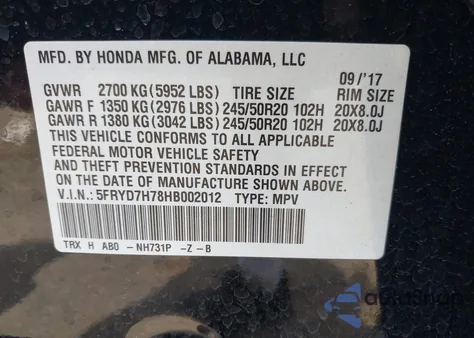 MFD. BY HONDA MFG. OF ALABAMA, LLC
09/'17
GVWR 2700 KG (5952 LBS) TIRE SIZE RIM SIZE
GAWR F 1350 KG (2976 LBS) 245/50R20 102H 20X8.0J
GAWR R 1380 KG (3042 LBS) 245/50R20 102H 20X8.0J
THIS VEHICLE CONFORMS TO ALL APPLICABLE
FEDERAL MOTOR VEHICLE SAFETY
AND THEFT PREVENTION STANDARDS IN EFFECT
ON THE DATE OF MANUFACTURE SHOWN ABOVE.
V.I.N.: 5FRYD7H78HB002012 TYPE: MPV
TRX H AB0 -NH731P -Z -B